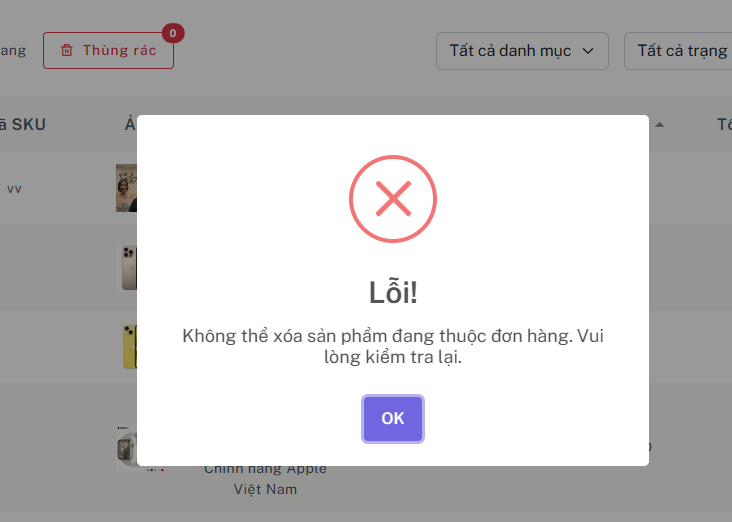 ang
Thùng rác
0
Tất cả danh mục
Tất cả trạng
ã SKU
vv
Lỗi!
Không thể xóa sản phẩm đang thuộc đơn hàng. Vui
lòng kiểm tra lại.
OK
Chính hãng Apple
Việt Nam